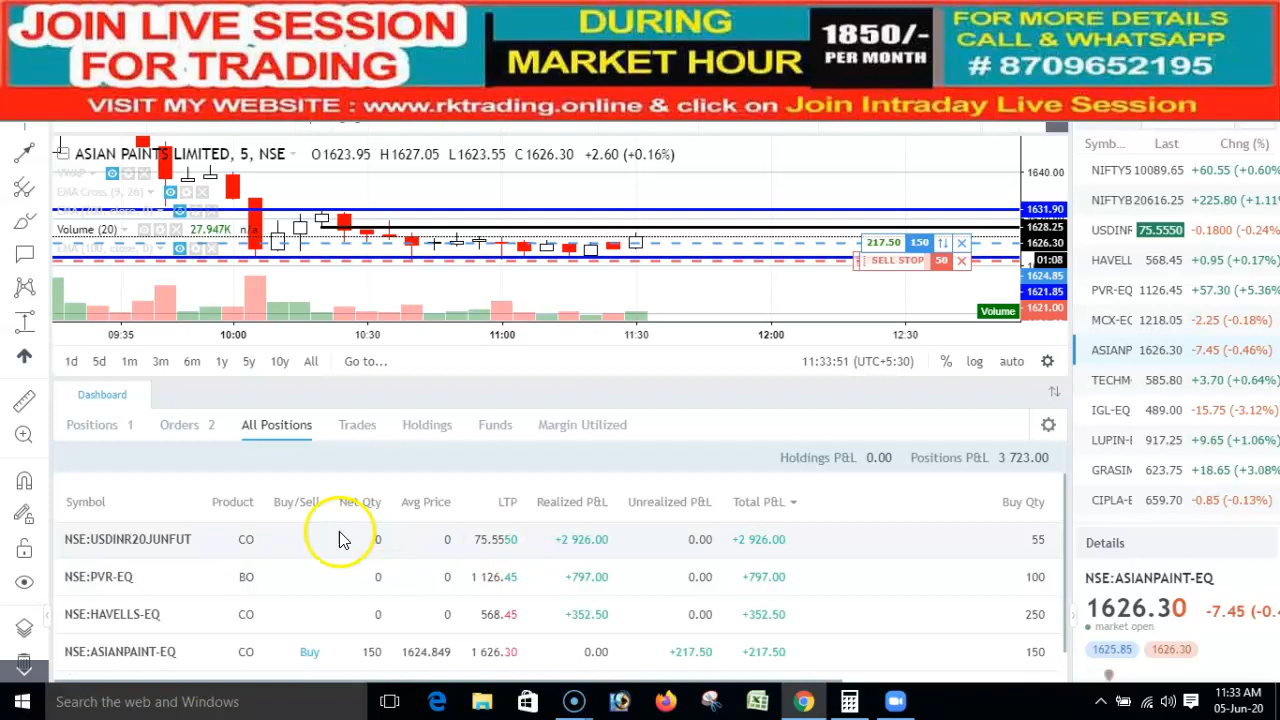 JOIN LIVE SESSION
FOR TRADING
DURING
MARKET HOUR
1850/-
PER MONTH
FOR MORE DETAILS
CALL & WHATSAPP
# 8709652195
VISIT MY WEBSITE : www.rktrading.online & click on Join Intraday Live Session
ASIAN PAINTS LIMITED, 5, NSE O1623.95 H1627.05 L1623.55 C1626.30 +2.60 (+0.16%)
VWAP
EMA Cross (9, 26)
Volume (20) 27.947K n/a
1640.00
1631.90
1628.25
1626.30
01:08
1624.85
1621.85
1621.00
217.50 150
SELL STOP 50
Volume
09:35 10:00 10:30 11:00 11:30 12:00 12:30
1d 5d 1m 3m 6m 1y 5y 10y All Go to... 11:33:51 (UTC+5:30) % log auto
Dashboard
Positions 1 Orders 2 All Positions Trades Holdings Funds Margin Utilized
Holdings P&L 0.00 Positions P&L 3 723.00
Symbol Product Buy/Sell Net Qty Avg Price LTP Realized P&L Unrealized P&L Total P&L Buy Qty
NSE:USDINR20JUNFUT CO 0 0 75.5550 +2 926.00 0.00 +2 926.00 55
NSE:PVR-EQ BO 0 0 1 126.45 +797.00 0.00 +797.00 100
NSE:HAVELLS-EQ CO 0 0 568.45 +352.50 0.00 +352.50 250
NSE:ASIANPAINT-EQ CO Buy 150 1624.849 1 626.30 0.00 +217.50 +217.50 150
Symb... Last Chng (%)
NIFTY5 10089.65 +60.55 (+0.60%
NIFTYB 20616.25 +225.80 (+1.11%
USDINR 75.5550 -0.1800 (-0.24%
HAVELL 568.45 +0.95 (+0.17%)
PVR-EQ 1126.45 +57.30 (+5.36%
MCX-EC 1218.05 -2.25 (-0.18%)
ASIANP 1626.30 -7.45 (-0.46%)
TECHM- 585.80 +3.70 (+0.64%)
IGL-EQ 489.00 -15.75 (-3.12%)
LUPIN-E 917.25 +9.65 (+1.06%)
GRASIN 623.75 +18.65 (+3.08%
CIPLA-E 659.70 -0.85 (-0.13%)
Details
NSE:ASIANPAINT-EQ
1626.30 -7.45 (-0.4
market open
1625.85 1626.30
Search the web and Windows
11:33 AM
05-Jun-20